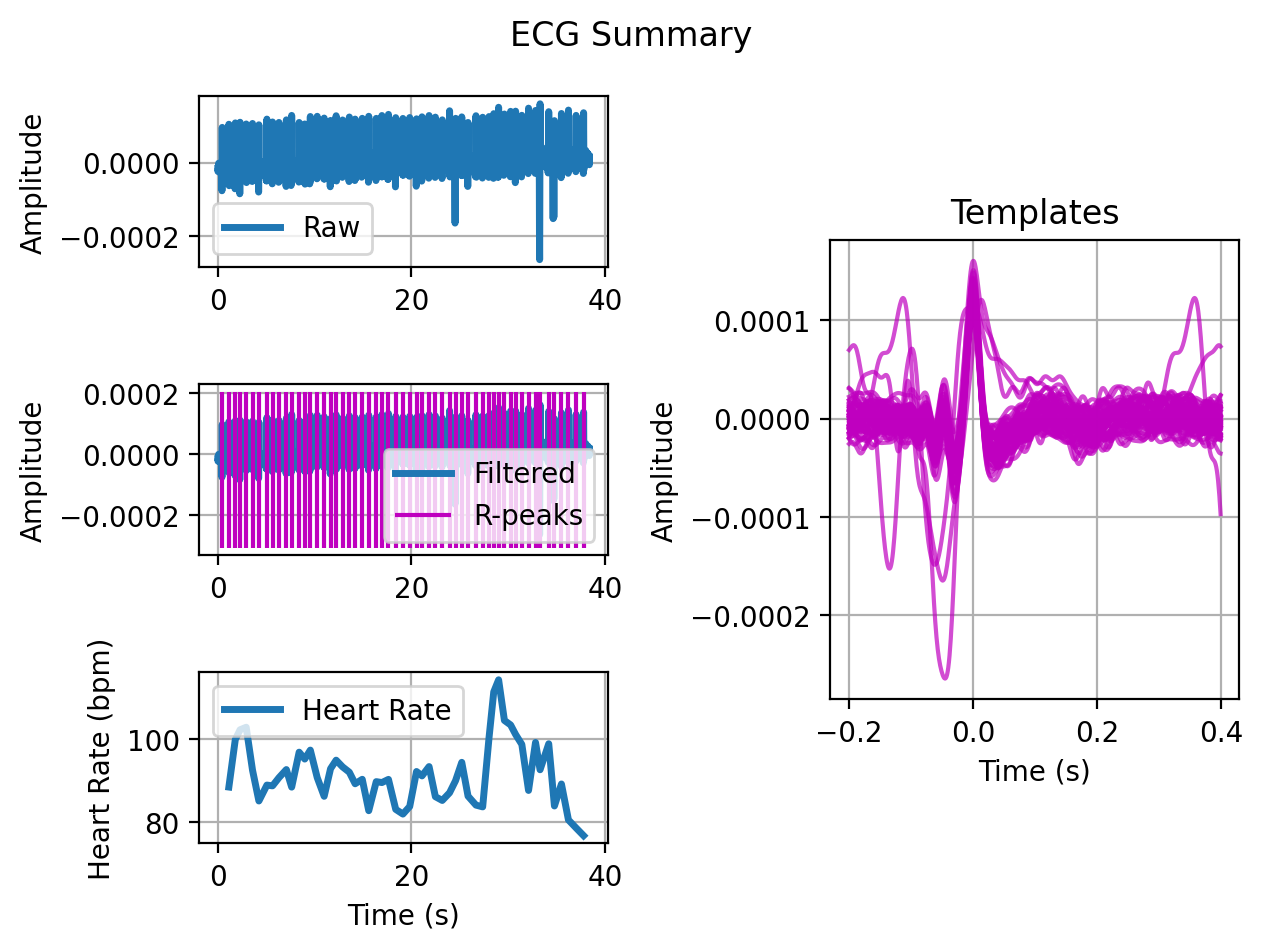 ECG Summary
Amplitude
0.0000
−0.0002
Raw
0
20
40
Amplitude
0.0002
0.0000
−0.0002
Filtered
R-peaks
0
20
40
Heart Rate (bpm)
100
80
Heart Rate
0
20
40
Time (s)
Templates
Amplitude
0.0001
0.0000
−0.0001
−0.0002
−0.2
0.0
0.2
0.4
Time (s)